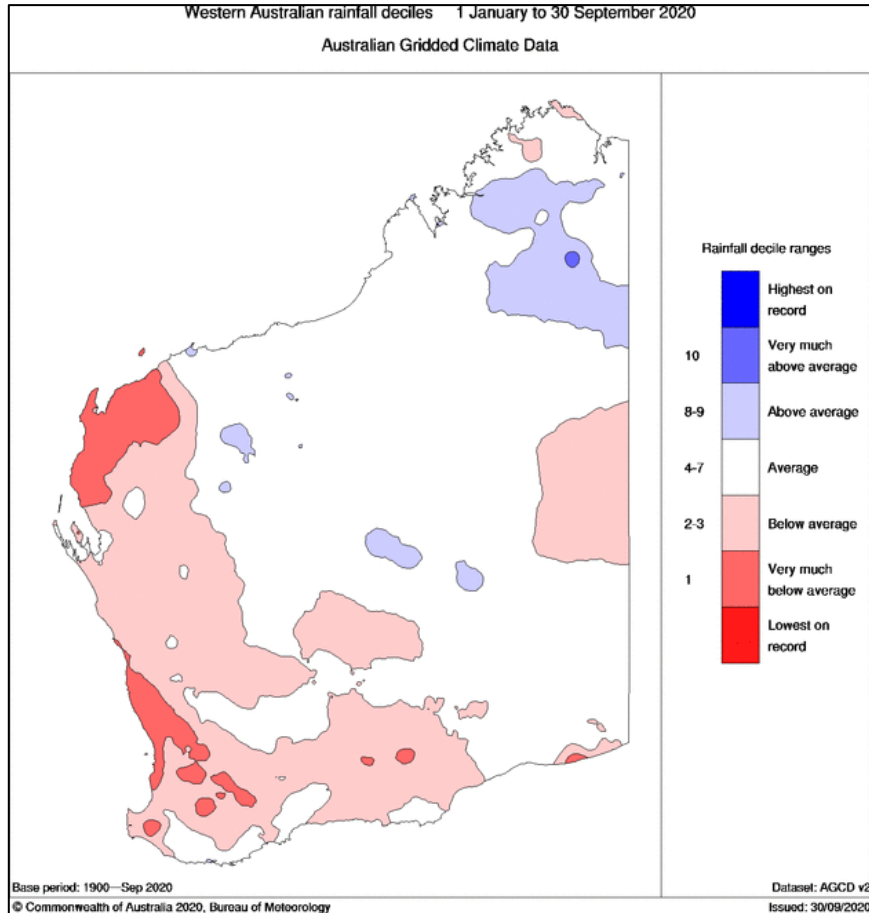 Western Australian rainfall deciles 1 January to 30 September 2020
Australian Gridded Climate Data
Rainfall decile ranges
Highest on
record
10 Very much
above average
8-9 Above average
4-7 Average
2-3 Below average
1 Very much
below average
Lowest on
record
Base period: 1900—Sep 2020
Dataset: AGCD v2
© Commonwealth of Australia 2020, Bureau of Meteorology
Issued: 30/09/2020